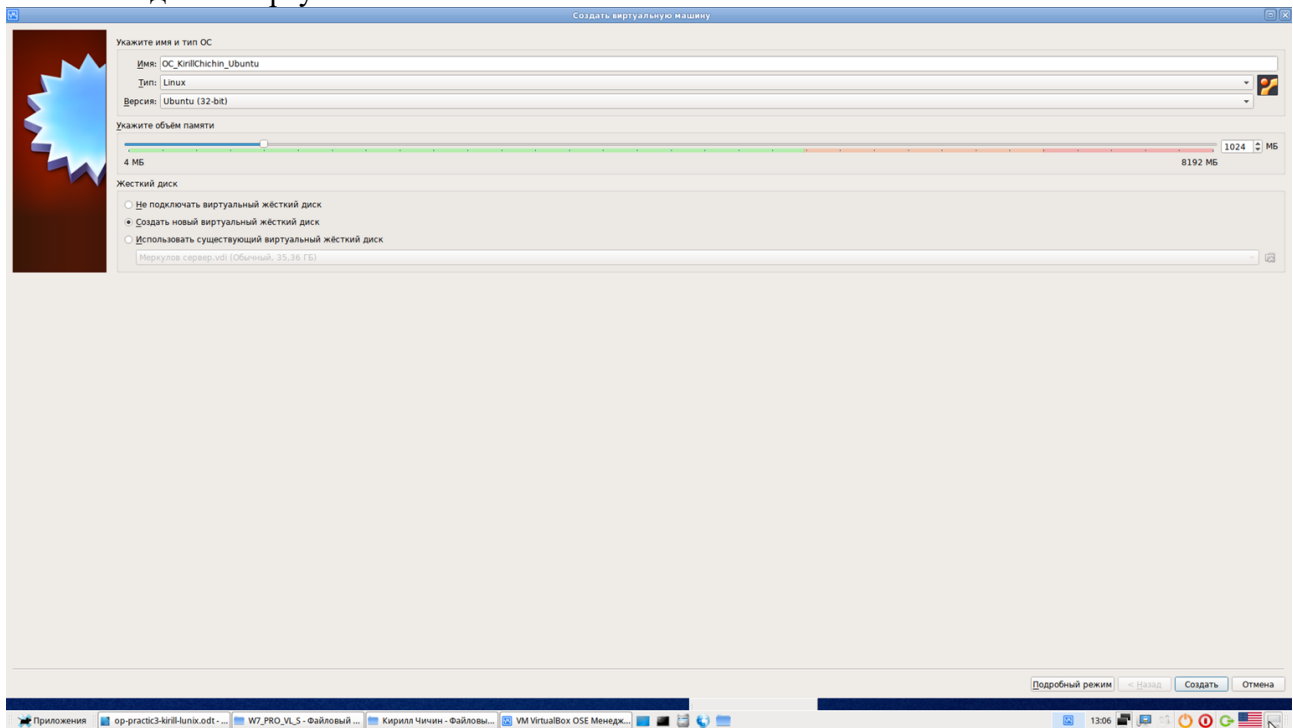 Создать виртуальную машину
Укажите имя и тип ОС
Имя: OC_KirillChichin_Ubuntu
Тип: Linux
Версия: Ubuntu (32-bit)
Укажите объём памяти
1024 МБ
4 МБ 8192 МБ
Жесткий диск
Не подключать виртуальный жёсткий диск
Создать новый виртуальный жёсткий диск
Использовать существующий виртуальный жёсткий диск
Меркулов сервер.vdi (Обычный, 35,36 ГБ)
Подробный режим < Назад Создать Отмена
Приложения op-practic3-kirill-lunix.odt - ... W7_PRO_VL_S - Файловый ... Кирилл Чичин - Файловы... VM VirtualBox OSE Менедж... 13:06